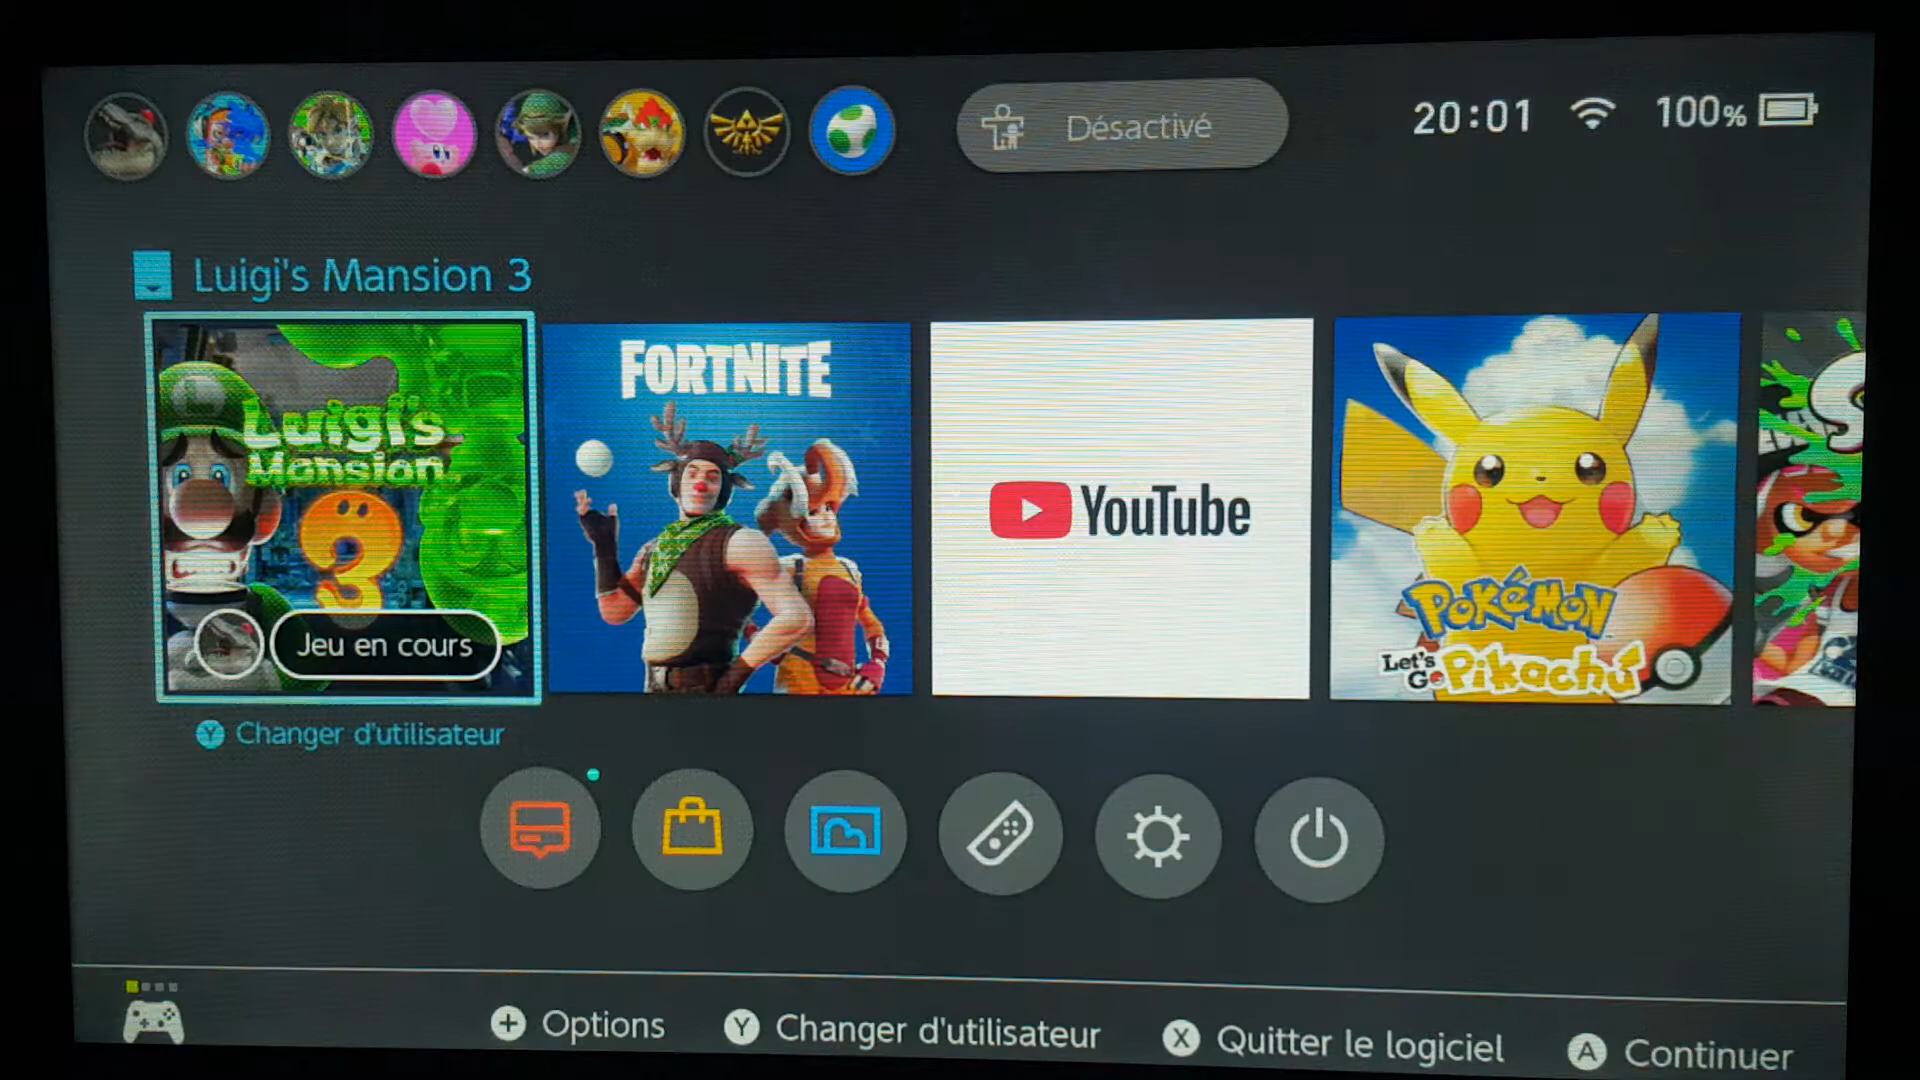 Désactivé
20:01
100%
Luigi's Mansion 3
L
Luigi's
Mansion
3
Jeu en cours
FORTNITE
YouTube
POKéMON
Let's
Go Pikachu
S
Y Changer d'utilisateur
+ Options
Y Changer d'utilisateur
X Quitter le logiciel
A Continuer